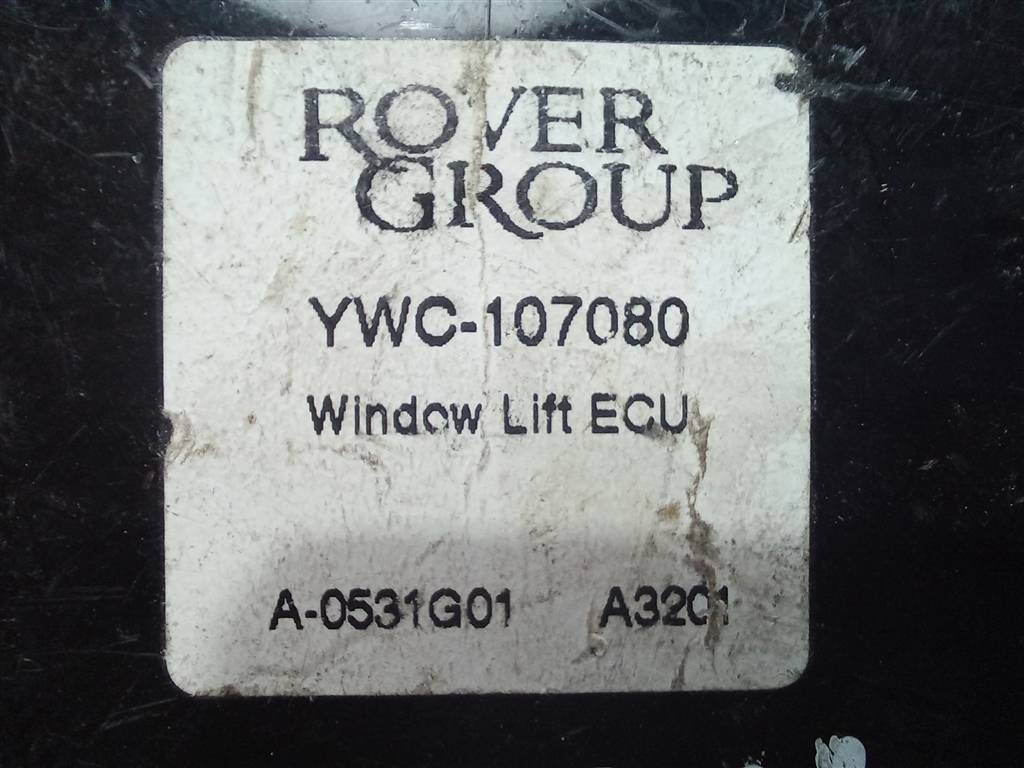 ROVER
GROUP
YWC-107080
Window Lift ECU
A-0531G01 A3201